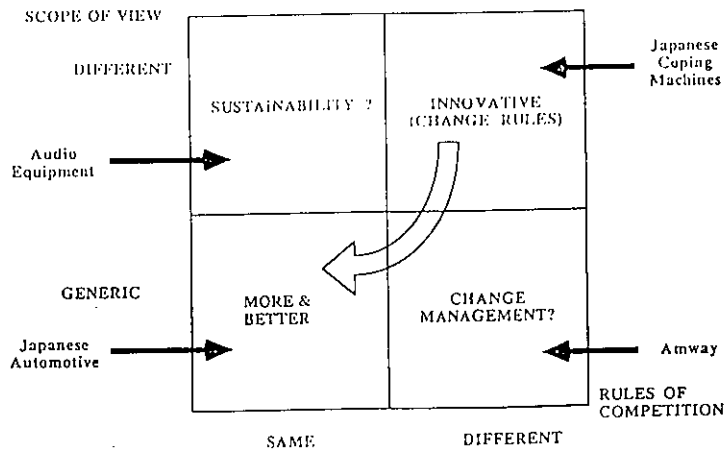 SCOPE OF VIEW
DIFFERENT
Japanese
Coping
Machines
SUSTAINABILITY ?
INNOVATIVE
(CHANGE RULES)
Audio
Equipment
GENERIC
MORE &
BETTER
CHANGE
MANAGEMENT?
Japanese
Automotive
Amway
RULES OF
COMPETITION
SAME
DIFFERENT